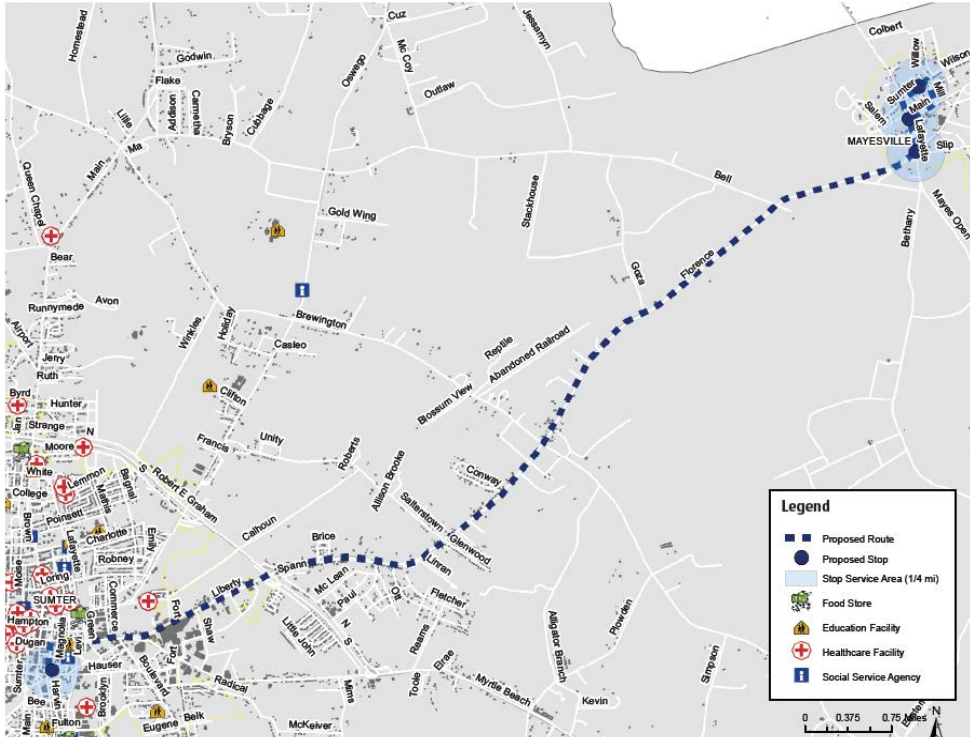 Homestead
Godwin
Flake
Addison
Carmetha
Bryson
Cubbage
Lillie
Main
Ma
Queen Chapel
Bear
Oswego
Cuz
Mc Coy
Outlaw
Jessamyn
Stackhouse
Gold Wing
Goza
Bell
Florence
Colbert
Willow
Wilson
Sumter
Mill
Main
Salem
Lafayette
MAYESVILLE
Slip
Bethany
Mayes Open
Runnymede
Avon
Airport
Jerry
Ruth
Winkles
Holiday
Brewington
Casleo
Clifton
Reptile
Abandoned Railroad
Blossum View
Byrd
Hunter
Jan
Strange
Moore
N
S
White
Lemmon
College
Mathis
Bagnal
Poinsett
Brown
Lafayette
Charlotte
Emily
Robney
Moise
Loring
SUMTER
Hampton
Dugan
Magnolia
Levi
Green
Commerce
Hauser
Sumter
Harvin
Bee
Main
Fulton
Brooklyn
Boulevard
Fort
Fort
Shaw
Eugene
Belk
Radical
Francis
Unity
Robert E Graham
Roberts
Allison Brooke
Calhoun
Salterstown
Conway
Glenwood
Brice
Liberty
Spann
Linran
Mc Lean
Paul
Ott
Fletcher
N
S
Little John
Reams
Toole
Elrae
Mims
McKeiver
Myrtle Beach
Alligator Branch
Kevin
Plowden
Simpson
Legend
Proposed Route
Proposed Stop
Stop Service Area (1/4 mi)
Food Store
Education Facility
Healthcare Facility
Social Service Agency
0 0.375 0.75 Miles
N